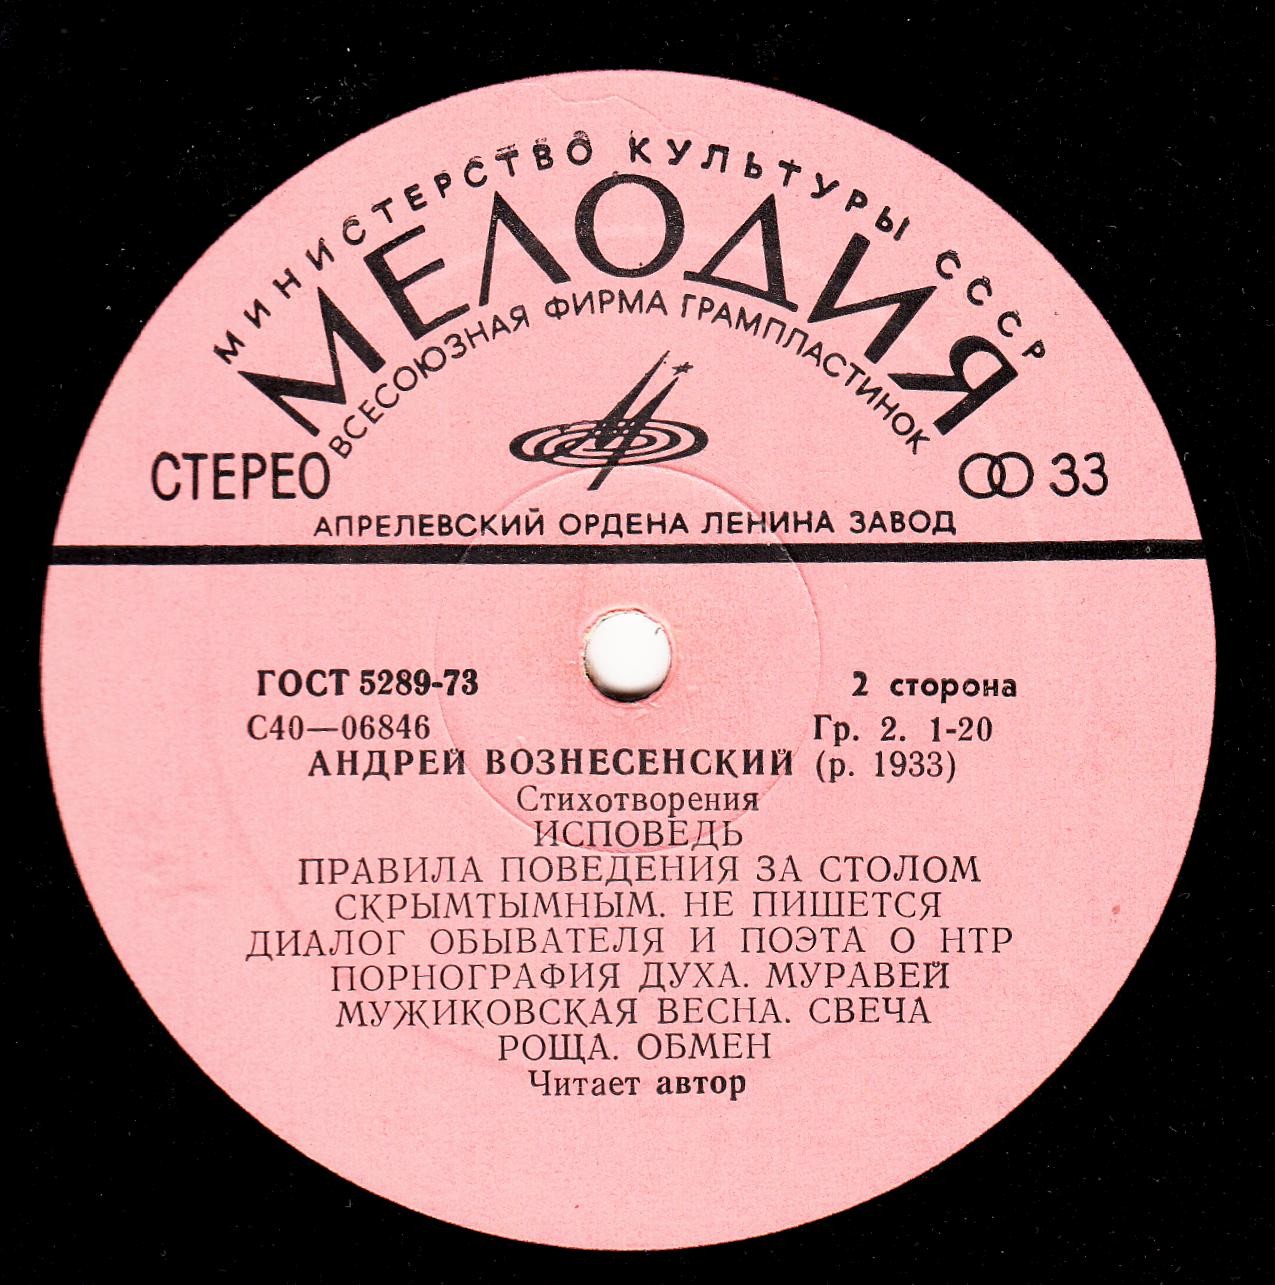 МИНИСТЕРСТВО КУЛЬТУРЫ СССР
МЕЛОДИЯ
ВСЕСОЮЗНАЯ ФИРМА ГРАМПЛАСТИНОК
СТЕРЕО 33
АПРЕЛЕВСКИЙ ОРДЕНА ЛЕНИНА ЗАВОД
ГОСТ 5289-73 2 сторона
С40—06846 Гр. 2. 1-20
АНДРЕЙ ВОЗНЕСЕНСКИЙ (р. 1933)
Стихотворения
ИСПОВЕДЬ
ПРАВИЛА ПОВЕДЕНИЯ ЗА СТОЛОМ
СКРЫМТЫМНЫМ. НЕ ПИШЕТСЯ
ДИАЛОГ ОБЫВАТЕЛЯ И ПОЭТА О НТР
ПОРНОГРАФИЯ ДУХА. МУРАВЕЙ
МУЖИКОВСКАЯ ВЕСНА. СВЕЧА
РОЩА. ОБМЕН
Читает автор